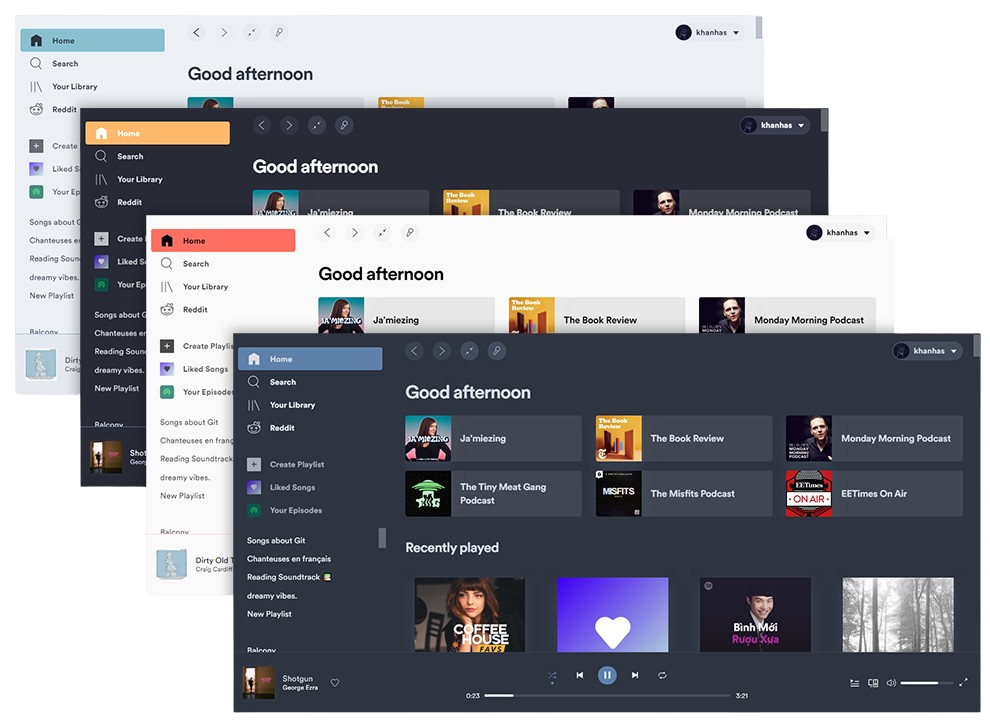 Home
khanhas
Search
Good afternoon
Your Library
Reddit
The Book
Create
Liked So
Your Ep
Songs about G
Chanteuses en
Reading Soun
dreamy vibes.
New Playlist
Balcony
Dirty
Craig
Home
khanhas
Search
Good afternoon
Your Library
Reddit
JA'MIEZING
Ja'miezing
The Book
Review
The Book Review
Monday Morning Podcast
Create
Liked S
Your Ep
Songs about G
Chanteuses en
Reading Soun
dreamy vibes.
New Playlist
Balcony
Shot
Georg
Home
khanhas
Search
Good afternoon
Your Library
Reddit
JA'MIEZING
Ja'miezing
The Book
Review
The Book Review
Monday Morning Podcast
Create Playlis
Liked Songs
Your Episodes
Songs about Git
Chanteuses en franç
Reading Soundtrack
dreamy vibes.
New Playlist
Balcony
Dirty Old T
Craig Cardiff
Home
khanhas
Search
Good afternoon
Your Library
Reddit
JA'MIEZING
Ja'miezing
The Book
Review
The Book Review
MONDAY
MORNING
PODCAST
Monday Morning Podcast
Create Playlist
Liked Songs
Your Episodes
The Tiny Meat Gang
Podcast
MISFITS
The Misfits Podcast
EETimes
ON AIR
EETimes On Air
Songs about Git
Chanteuses en français
Reading Soundtrack
dreamy vibes.
New Playlist
Balcony
Recently played
COFFEE
HOUSE
FAVS
Bình Mới
Rượu Xưa
Shotgun
George Ezra
0:23
3:21